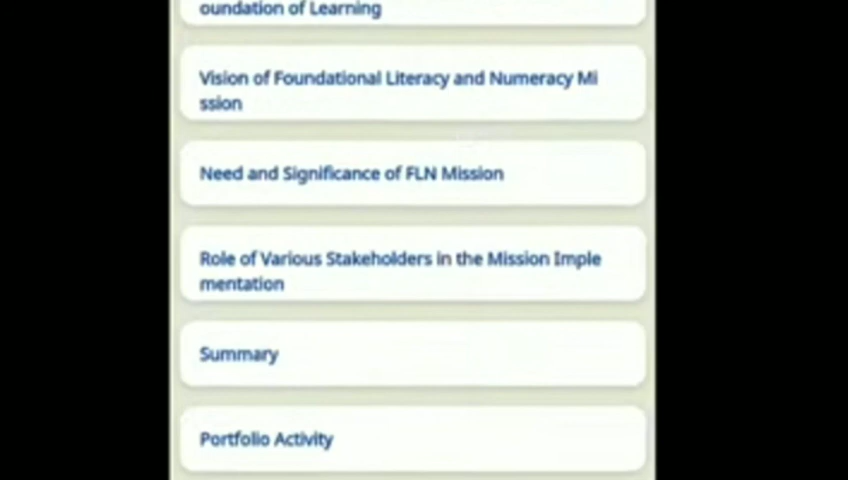 oundation of Learning
Vision of Foundational Literacy and Numeracy Mi
ssion
Need and Significance of FLN Mission
Role of Various Stakeholders in the Mission Imple
mentation
Summary
Portfolio Activity